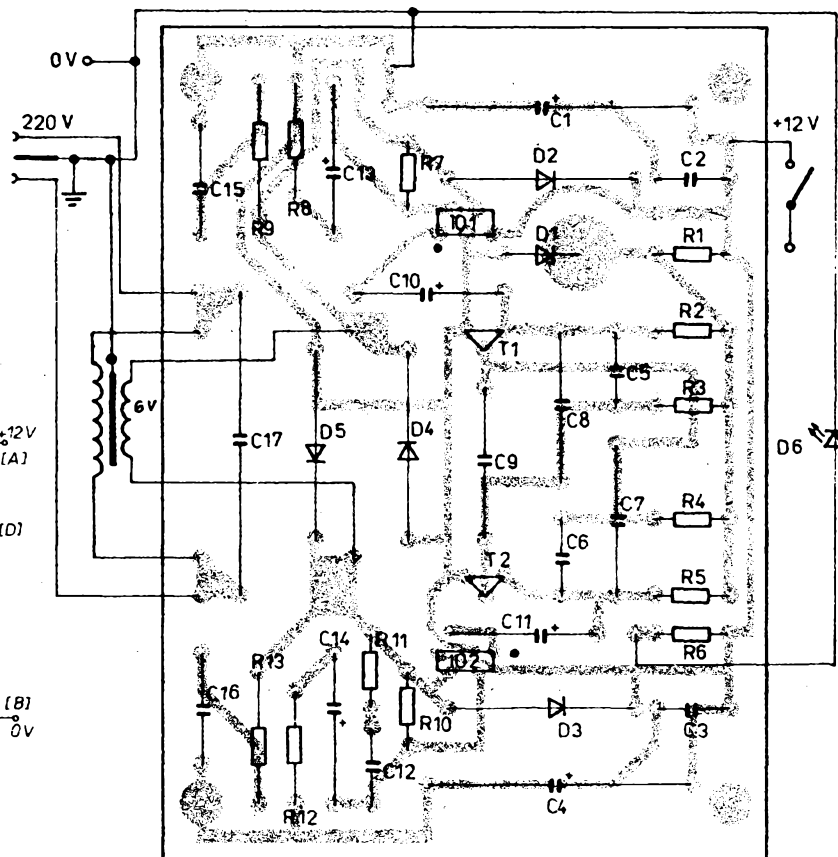 0V
220 V
+12V
C1
D2
C2
R7
C15
C13
R9
R8
IO1
D1
R1
C10
R2
T1
C5
6V
R3
C8
+12V
[A]
C17
D5
D4
D6
C9
[D]
C7
R4
C6
T2
R5
C11
C14
R11
IO2
R6
R13
[B]
0V
C16
R10
D3
C3
C12
R12
C4